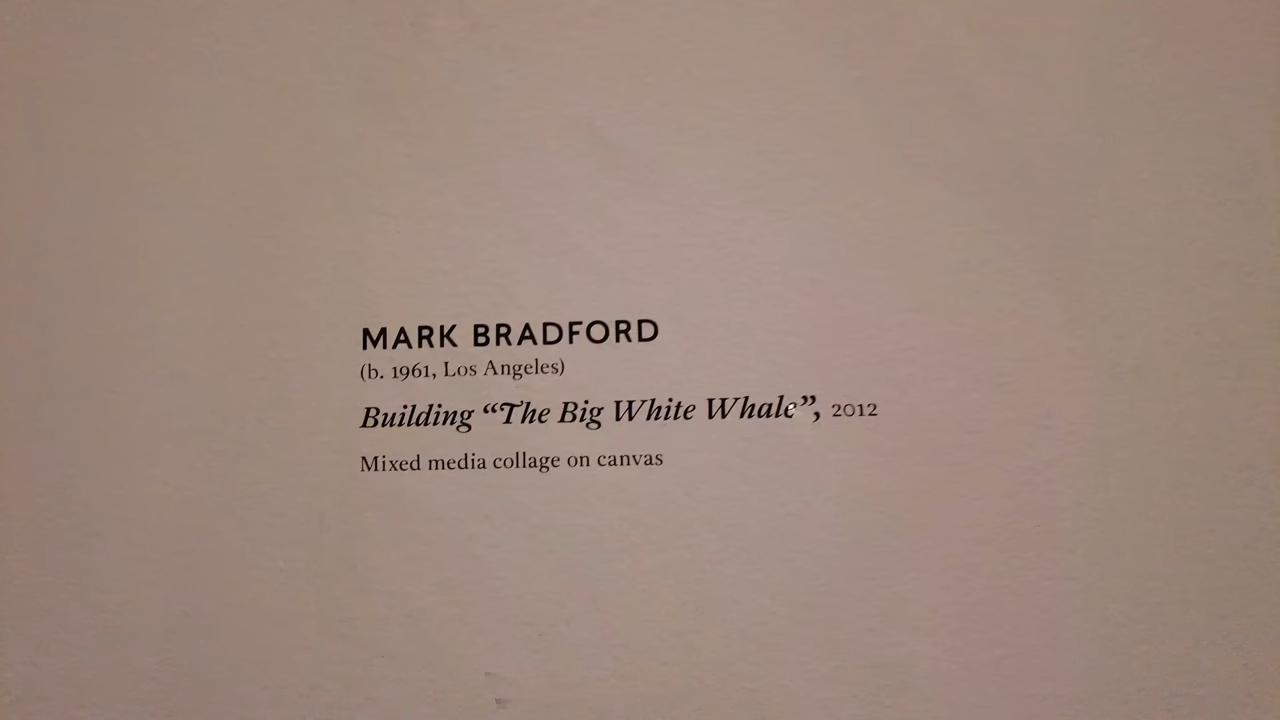 MARK BRADFORD
(b. 1961, Los Angeles)
Building “The Big White Whale”, 2012
Mixed media collage on canvas